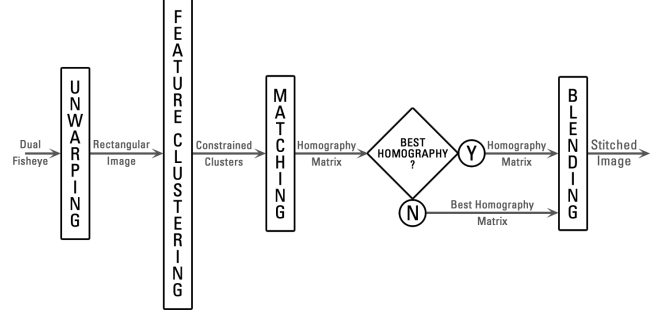 Dual
Fisheye
UNWARPING
Rectangular
Image
FEATURE CLUSTERING
Constrained
Clusters
MATCHING
Homography
Matrix
BEST
HOMOGRAPHY
?
Y
Homography
Matrix
N
Best Homography
Matrix
BLENDING
Stitched
Image